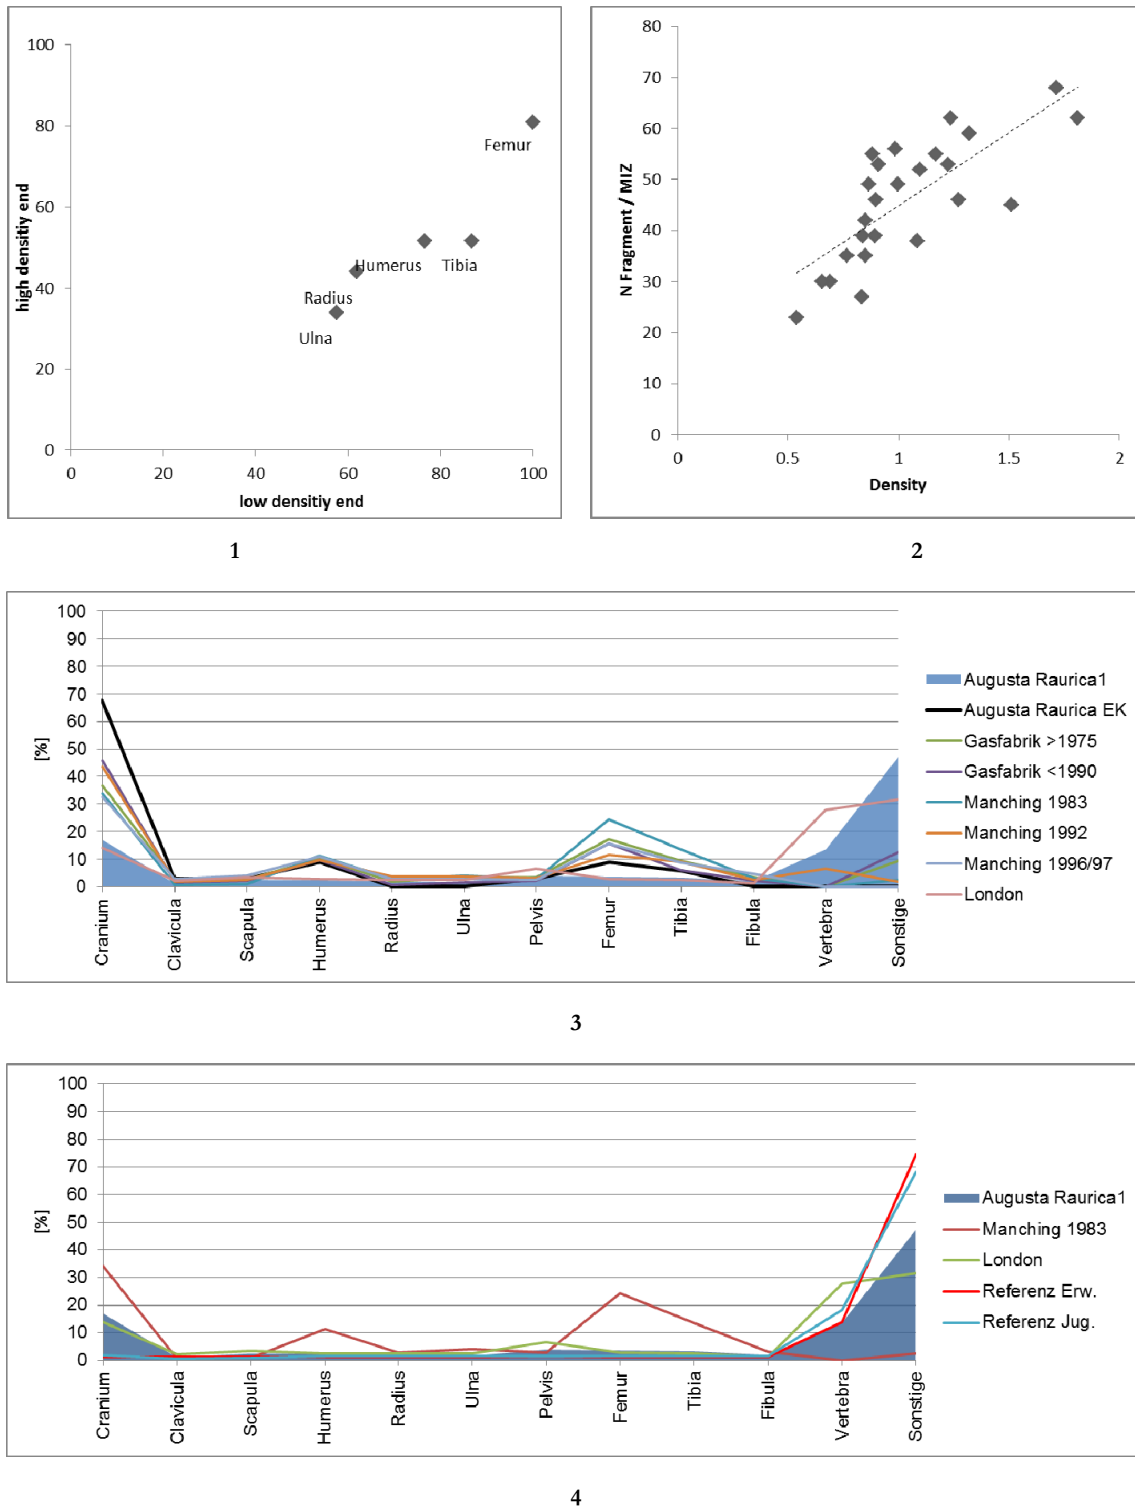 100
80
60
40
20
0
high densitiy end
Femur
Humerus
Tibia
Radius
Ulna
0 20 40 60 80 100
low densitiy end
1
80
70
60
50
40
30
20
10
0
N Fragment / MIZ
0 0.5 1 1.5 2
Density
2
100
90
80
70
60
50
40
30
20
10
0
[%]
Cranium
Clavicula
Scapula
Humerus
Radius
Ulna
Pelvis
Femur
Tibia
Fibula
Vertebra
Sonstige
Augusta Raurica1
Augusta Raurica EK
Gasfabrik >1975
Gasfabrik <1990
Manching 1983
Manching 1992
Manching 1996/97
London
3
100
90
80
70
60
50
40
30
20
10
0
[%]
Cranium
Clavicula
Scapula
Humerus
Radius
Ulna
Pelvis
Femur
Tibia
Fibula
Vertebra
Sonstige
Augusta Raurica1
Manching 1983
London
Referenz Erw.
Referenz Jug.
4